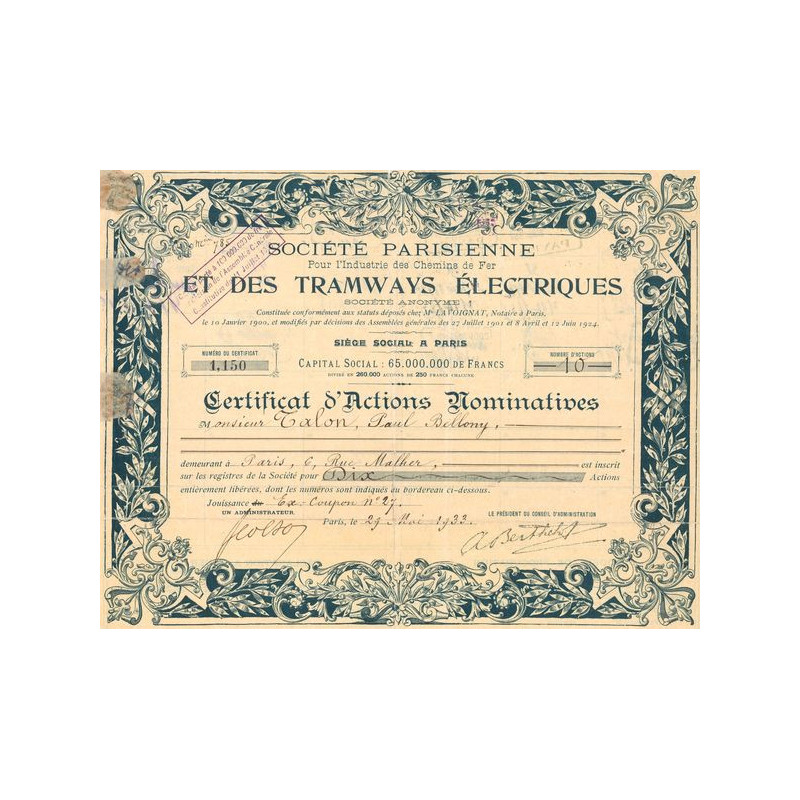 SOCIÉTÉ PARISIENNE
Pour l'Industrie des Chemins de Fer
ET DES TRAMWAYS ÉLECTRIQUES
SOCIÉTÉ ANONYME
Constituée conformément aux statuts déposés chez Me LAVOIGNAT, Notaire à Paris,
le 10 Janvier 1900, et modifiés par décisions des Assemblées générales des 27 Juillet 1901 et 8 Avril et 12 Juin 1924.
SIÈGE SOCIAL A PARIS
NUMÉRO DU CERTIFICAT
1,150
CAPITAL SOCIAL : 65.000.000 DE FRANCS
DIVISÉ EN 260.000 ACTIONS DE 250 FRANCS CHACUNE
NOMBRE D'ACTIONS
10
Certificat d'Actions Nominatives
Monsieur Talon, Paul Bellony,
demeurant à Paris, 6, Rue Malher, est inscrit
sur les registres de la Société pour Dix Actions
entièrement libérées, dont les numéros sont indiqués au bordereau ci-dessous.
Jouissance Ex-Coupon n° 27.
UN ADMINISTRATEUR
LE PRÉSIDENT DU CONSEIL D'ADMINISTRATION
Paris, le 29 Mai 1933.